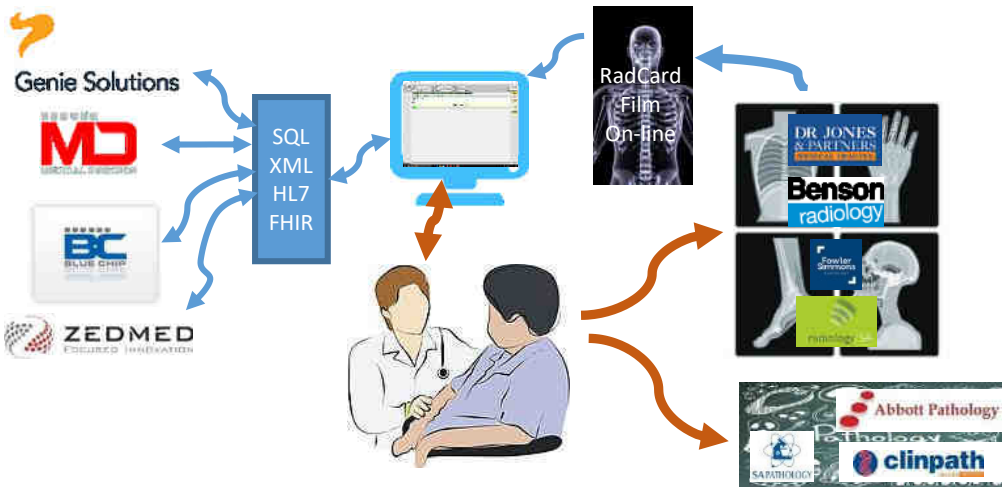 Genie Solutions
MD
BC
BLUE CHIP
ZEDMED
FOCUSED INNOVATION
SQL
XML
HL7
FHIR
RadCard
Film
On-line
DR JONES
& PARTNERS
MEDICAL IMAGING
Benson
radiology
Fowler
Simmons
Abbott Pathology
Pathology
SA PATHOLOGY
clinpath